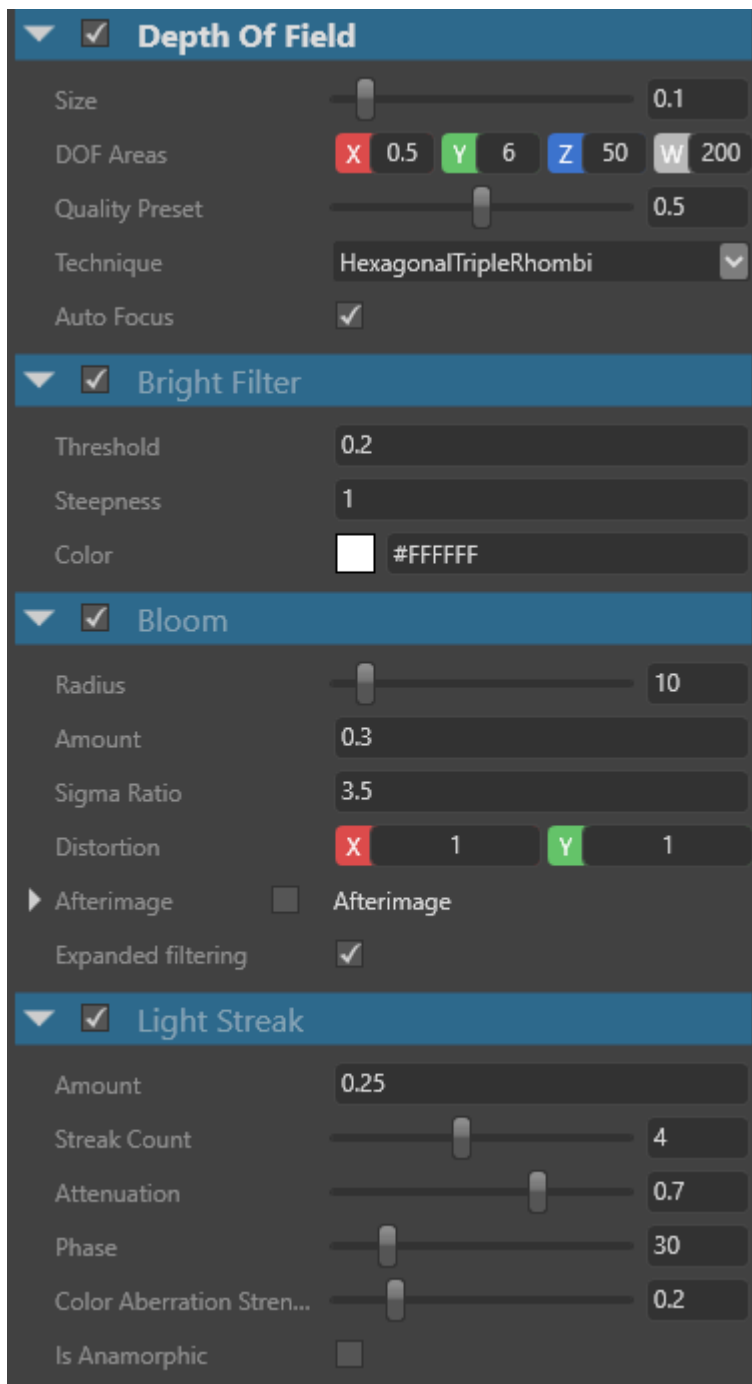 Depth Of Field
Size 0.1
DOF Areas X 0.5 Y 6 Z 50 W 200
Quality Preset 0.5
Technique HexagonalTripleRhombi
Auto Focus
Bright Filter
Threshold 0.2
Steepness 1
Color #FFFFFF
Bloom
Radius 10
Amount 0.3
Sigma Ratio 3.5
Distortion X 1 Y 1
Afterimage Afterimage
Expanded filtering
Light Streak
Amount 0.25
Streak Count 4
Attenuation 0.7
Phase 30
Color Aberration Stren... 0.2
Is Anamorphic